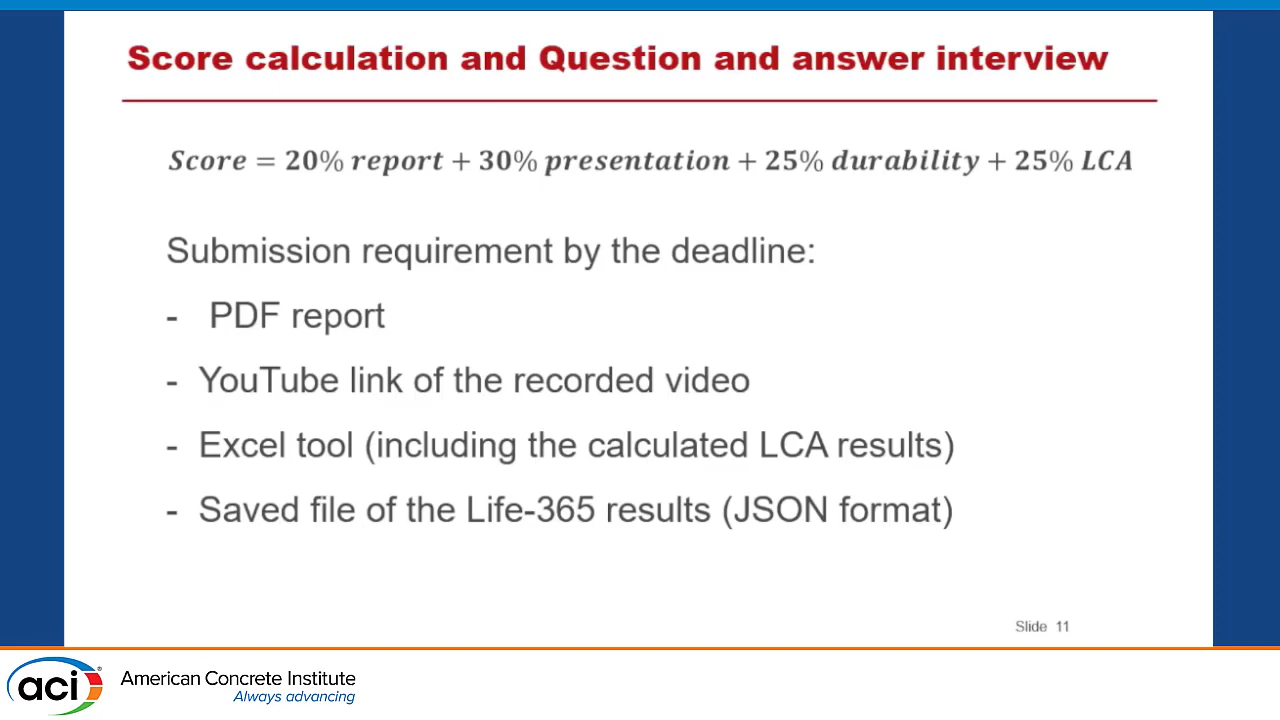 Score calculation and Question and answer interview
Score = 20% report + 30% presentation + 25% durability + 25% LCA
Submission requirement by the deadline:
- PDF report
- YouTube link of the recorded video
- Excel tool (including the calculated LCA results)
- Saved file of the Life-365 results (JSON format)
Slide 11
aci®
American Concrete Institute
Always advancing